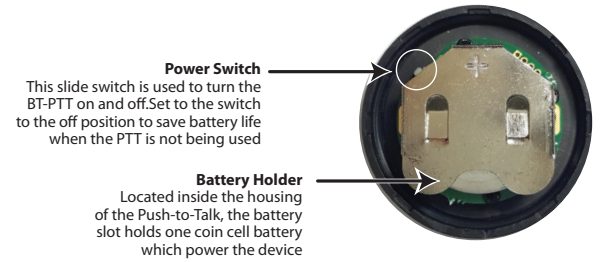 Power Switch
This slide switch is used to turn the
BT-PTT on and off.Set to the switch
to the off position to save battery life
when the PTT is not being used
+
Battery Holder
Located inside the housing
of the Push-to-Talk, the battery
slot holds one coin cell battery
which power the device